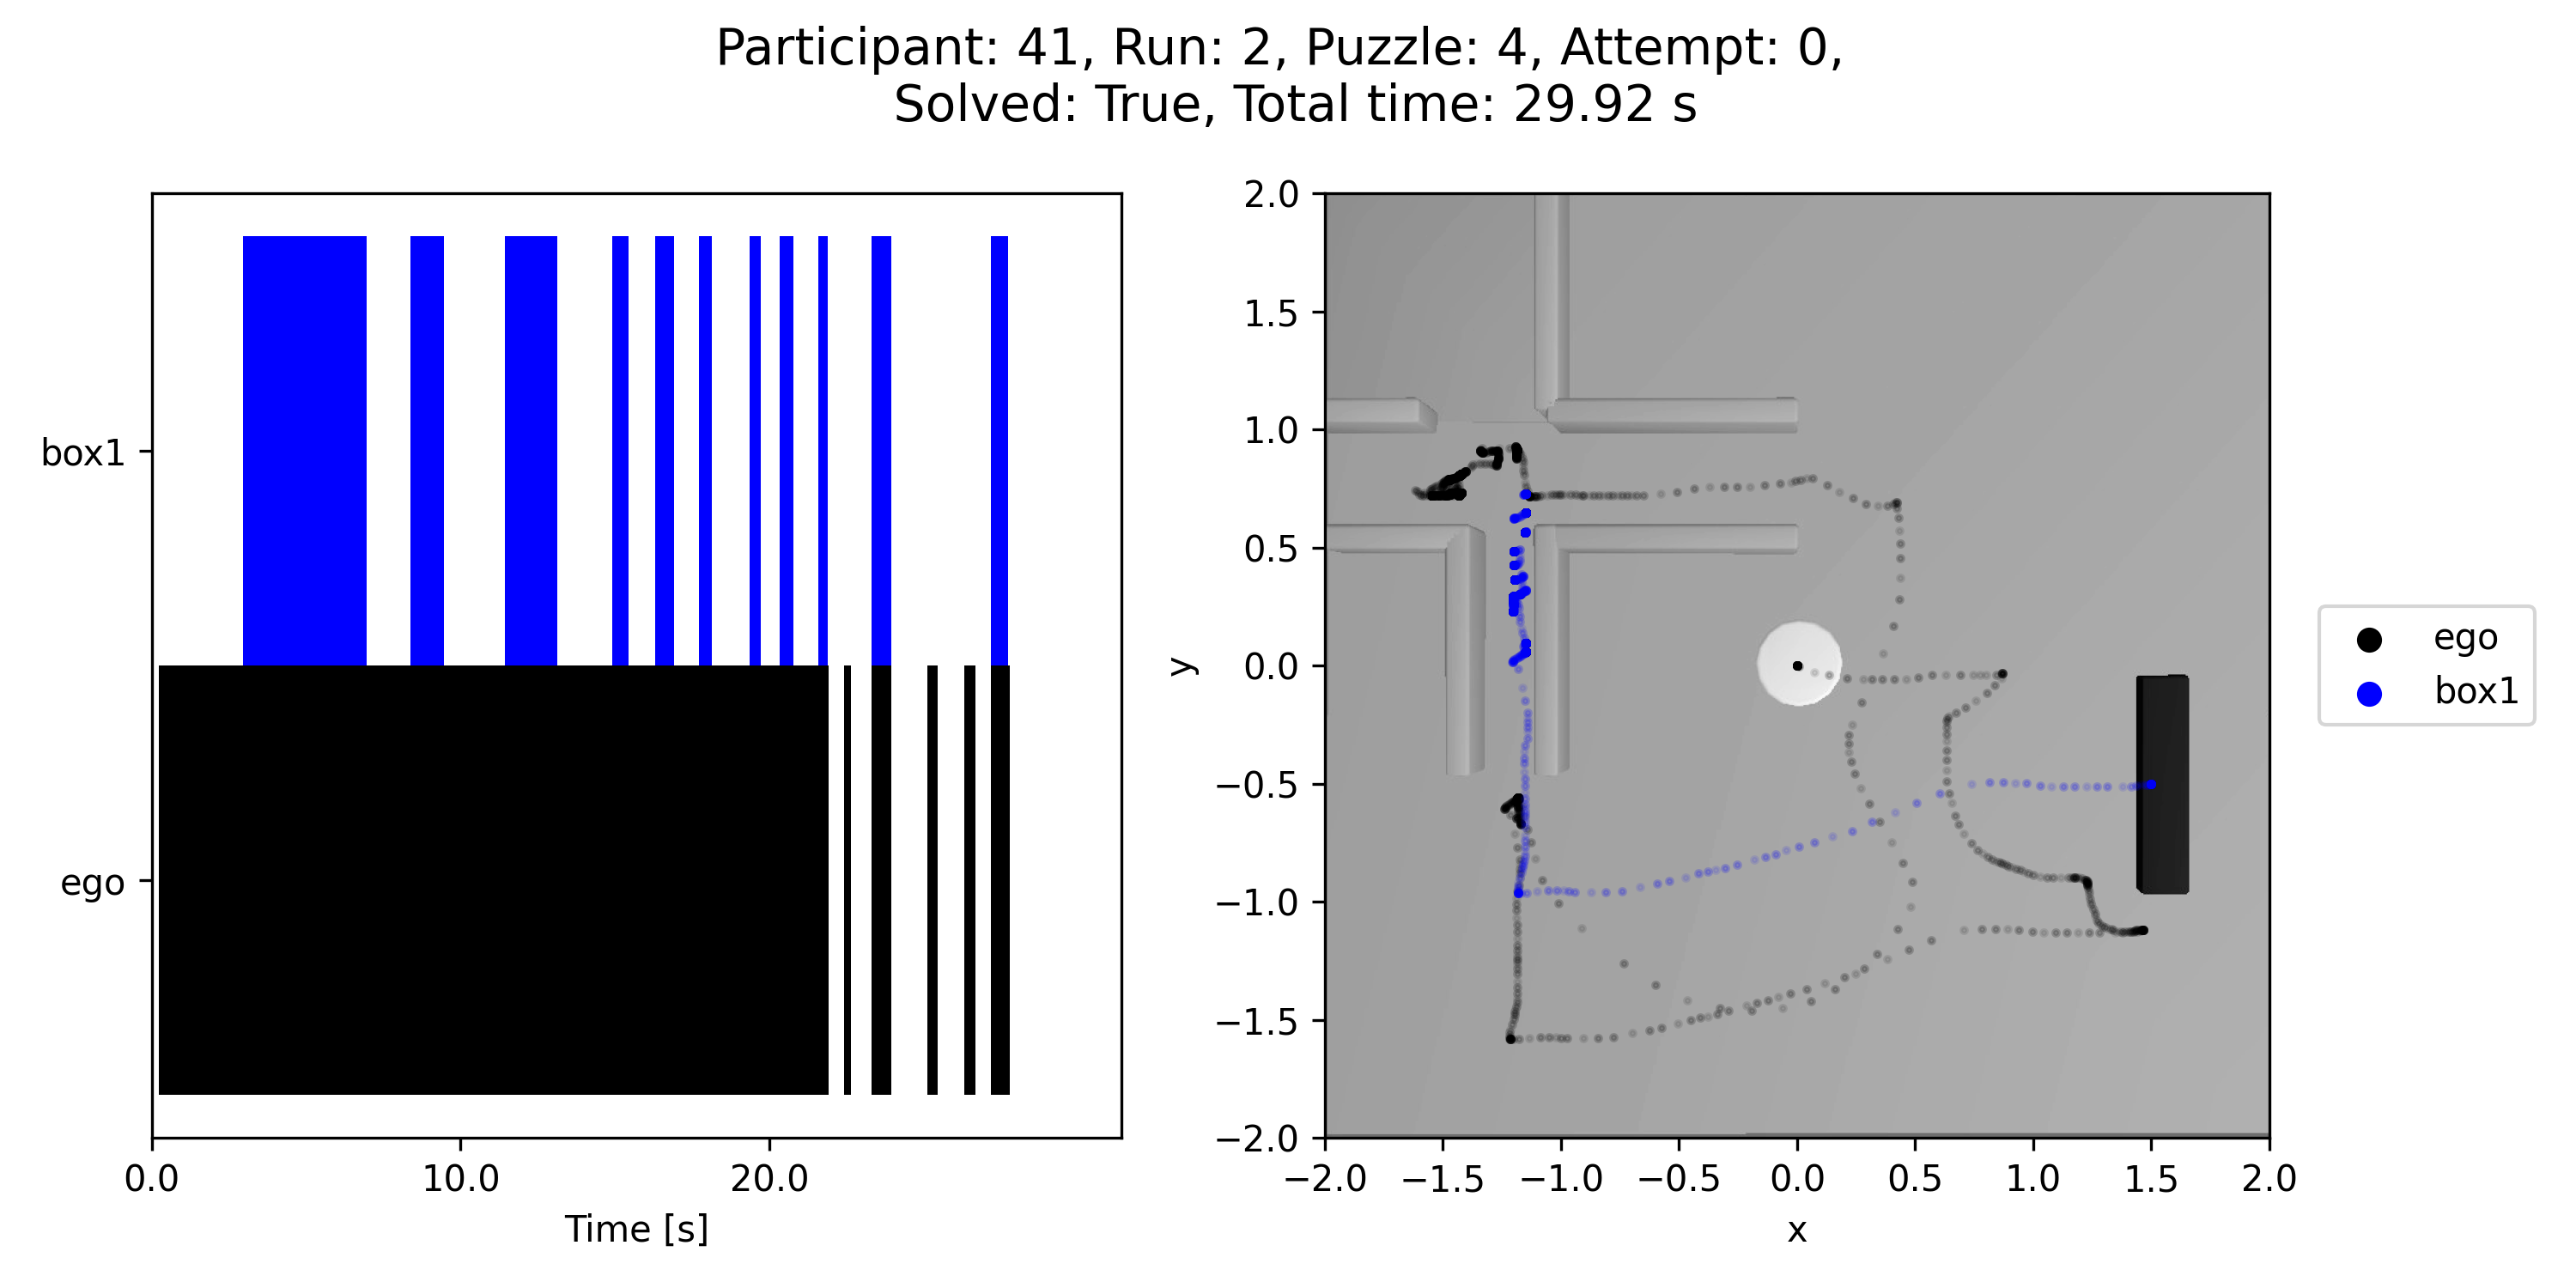 Participant: 41, Run: 2, Puzzle: 4, Attempt: 0,
Solved: True, Total time: 29.92 s
box1
ego
0.0 10.0 20.0
Time [s]
2.0
1.5
1.0
0.5
0.0
−0.5
−1.0
−1.5
−2.0
y
−2.0 −1.5 −1.0 −0.5 0.0 0.5 1.0 1.5 2.0
x
ego
box1